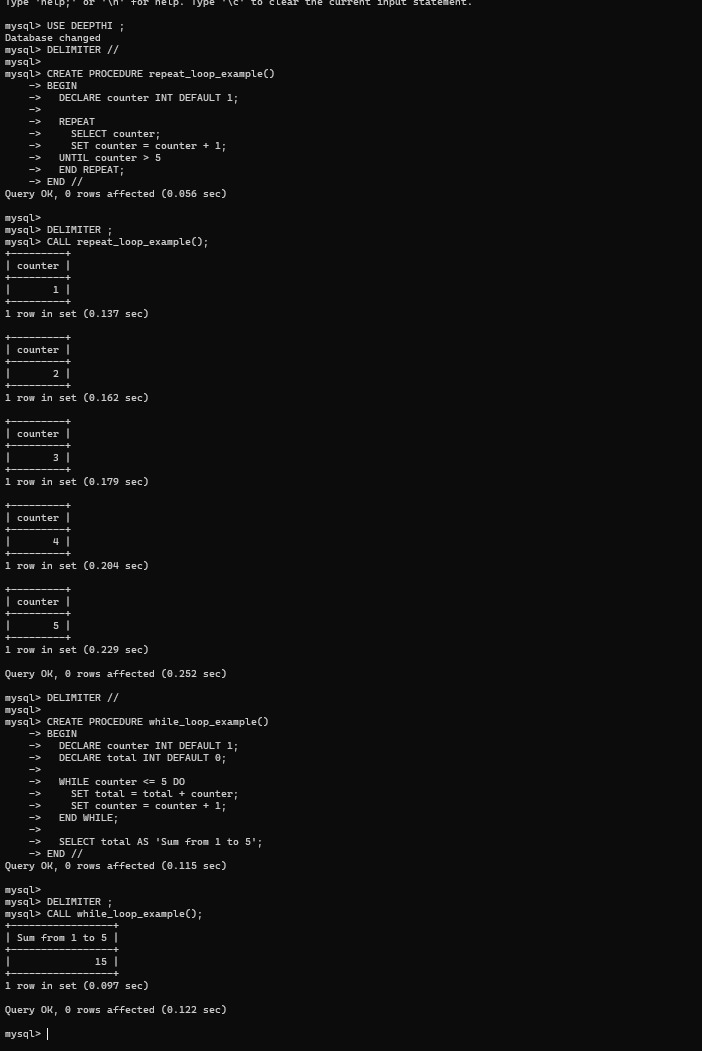 Type 'help;' or '\h' for help. Type '\c' to clear the current input statement.
mysql> USE DEEPTHI ;
Database changed
mysql> DELIMITER //
mysql>
mysql> CREATE PROCEDURE repeat_loop_example()
    -> BEGIN
    ->   DECLARE counter INT DEFAULT 1;
    ->
    ->   REPEAT
    ->     SELECT counter;
    ->     SET counter = counter + 1;
    ->   UNTIL counter > 5
    ->   END REPEAT;
    -> END //
Query OK, 0 rows affected (0.056 sec)
mysql>
mysql> DELIMITER ;
mysql> CALL repeat_loop_example();
+---------+
| counter |
+---------+
|       1 |
+---------+
1 row in set (0.137 sec)
+---------+
| counter |
+---------+
|       2 |
+---------+
1 row in set (0.162 sec)
+---------+
| counter |
+---------+
|       3 |
+---------+
1 row in set (0.179 sec)
+---------+
| counter |
+---------+
|       4 |
+---------+
1 row in set (0.204 sec)
+---------+
| counter |
+---------+
|       5 |
+---------+
1 row in set (0.229 sec)
Query OK, 0 rows affected (0.252 sec)
mysql> DELIMITER //
mysql>
mysql> CREATE PROCEDURE while_loop_example()
    -> BEGIN
    ->   DECLARE counter INT DEFAULT 1;
    ->   DECLARE total INT DEFAULT 0;
    ->
    ->   WHILE counter <= 5 DO
    ->     SET total = total + counter;
    ->     SET counter = counter + 1;
    ->   END WHILE;
    ->
    ->   SELECT total AS 'Sum from 1 to 5';
    -> END //
Query OK, 0 rows affected (0.115 sec)
mysql>
mysql> DELIMITER ;
mysql> CALL while_loop_example();
+-----------------+
| Sum from 1 to 5 |
+-----------------+
|              15 |
+-----------------+
1 row in set (0.097 sec)
Query OK, 0 rows affected (0.122 sec)
mysql>